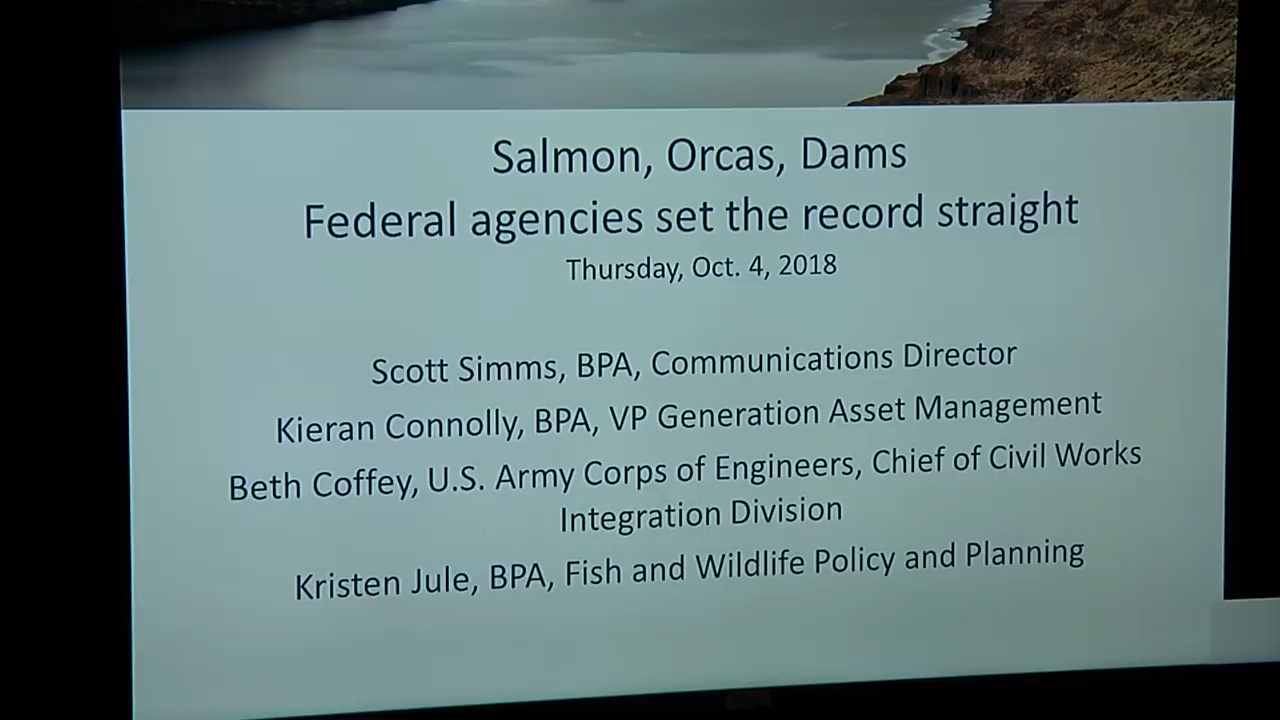 Salmon, Orcas, Dams
Federal agencies set the record straight
Thursday, Oct. 4, 2018
Scott Simms, BPA, Communications Director
Kieran Connolly, BPA, VP Generation Asset Management
Beth Coffey, U.S. Army Corps of Engineers, Chief of Civil Works
Integration Division
Kristen Jule, BPA, Fish and Wildlife Policy and Planning